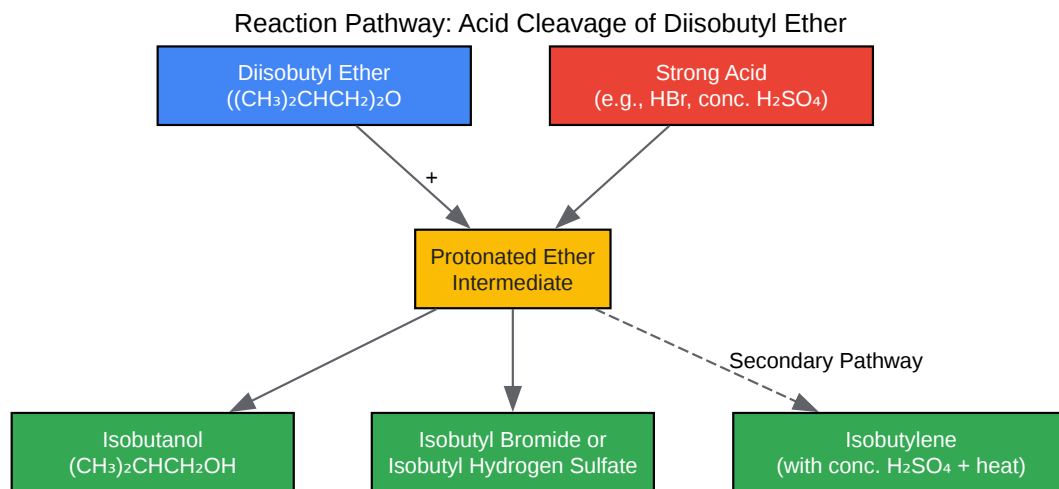 Reaction Pathway: Acid Cleavage of Diisobutyl Ether
Diisobutyl Ether
((CH₃)₂CHCH₂)₂O
Strong Acid
(e.g., HBr, conc. H₂SO₄)
+
Protonated Ether
Intermediate
Secondary Pathway
Isobutanol
(CH₃)₂CHCH₂OH
Isobutyl Bromide or
Isobutyl Hydrogen Sulfate
Isobutylene
(with conc. H₂SO₄ + heat)